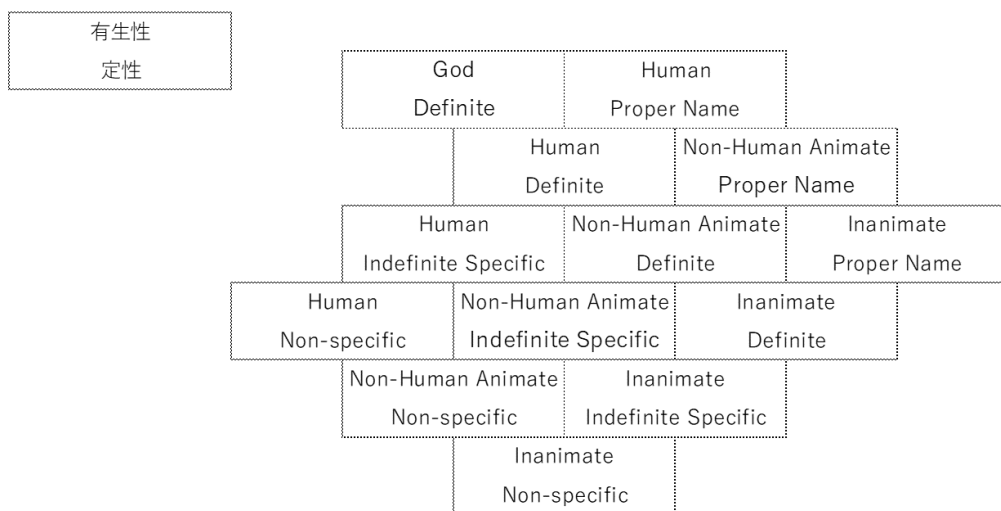 有生性
定性
God
Definite
Human
Proper Name
Human
Definite
Non-Human Animate
Proper Name
Human
Indefinite Specific
Non-Human Animate
Definite
Inanimate
Proper Name
Human
Non-specific
Non-Human Animate
Indefinite Specific
Inanimate
Definite
Non-Human Animate
Non-specific
Inanimate
Indefinite Specific
Inanimate
Non-specific